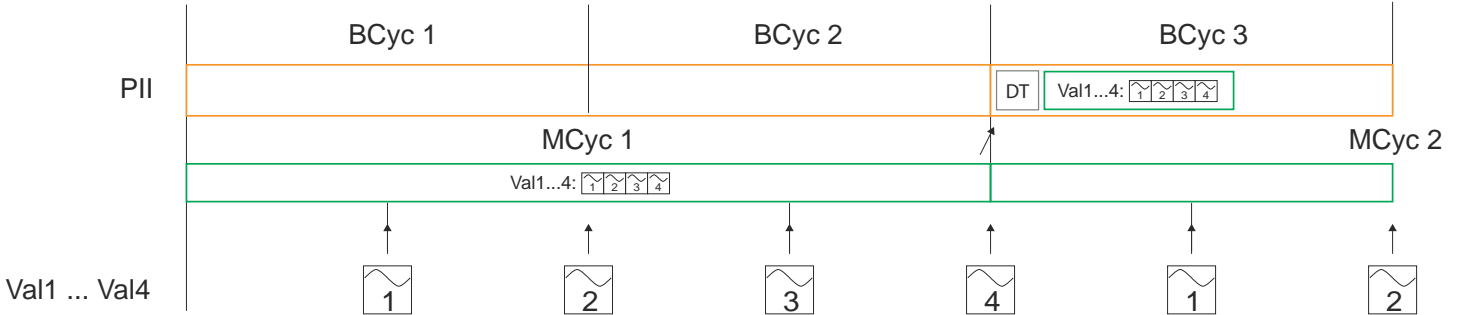 BCyc 1 BCyc 2 BCyc 3
PII DT Val1...4: 1 2 3 4
MCyc 1 MCyc 2
Val1...4: 1 2 3 4
Val1 ... Val4 1 2 3 4 1 2